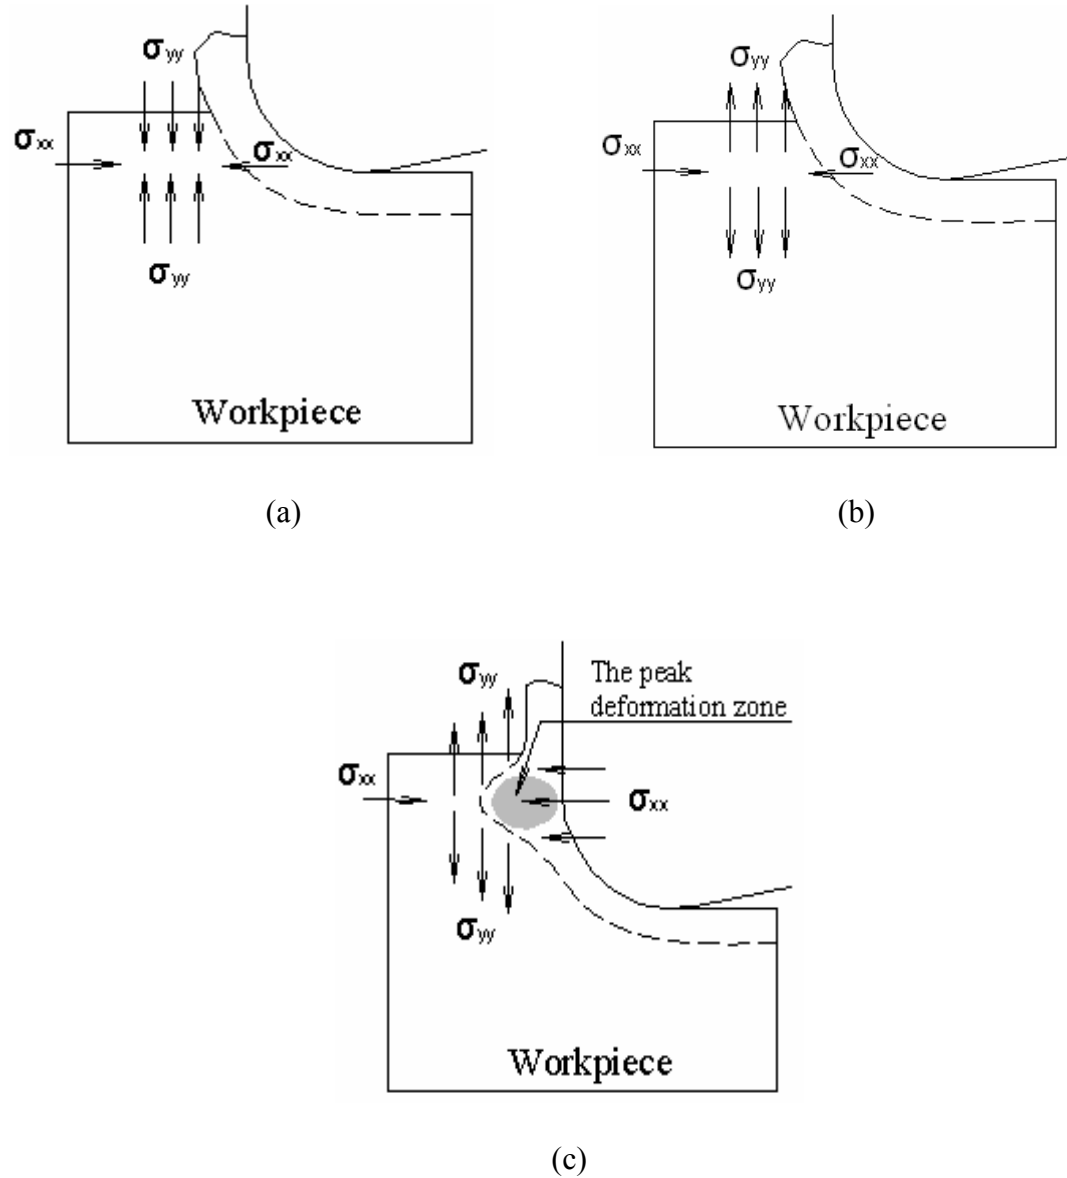 σyy
σxx
σxx
σyy
Workpiece
(a)
σyy
σxx
σxx
σyy
Workpiece
(b)
The peak
deformation zone
σyy
σxx
σxx
σyy
Workpiece
(c)